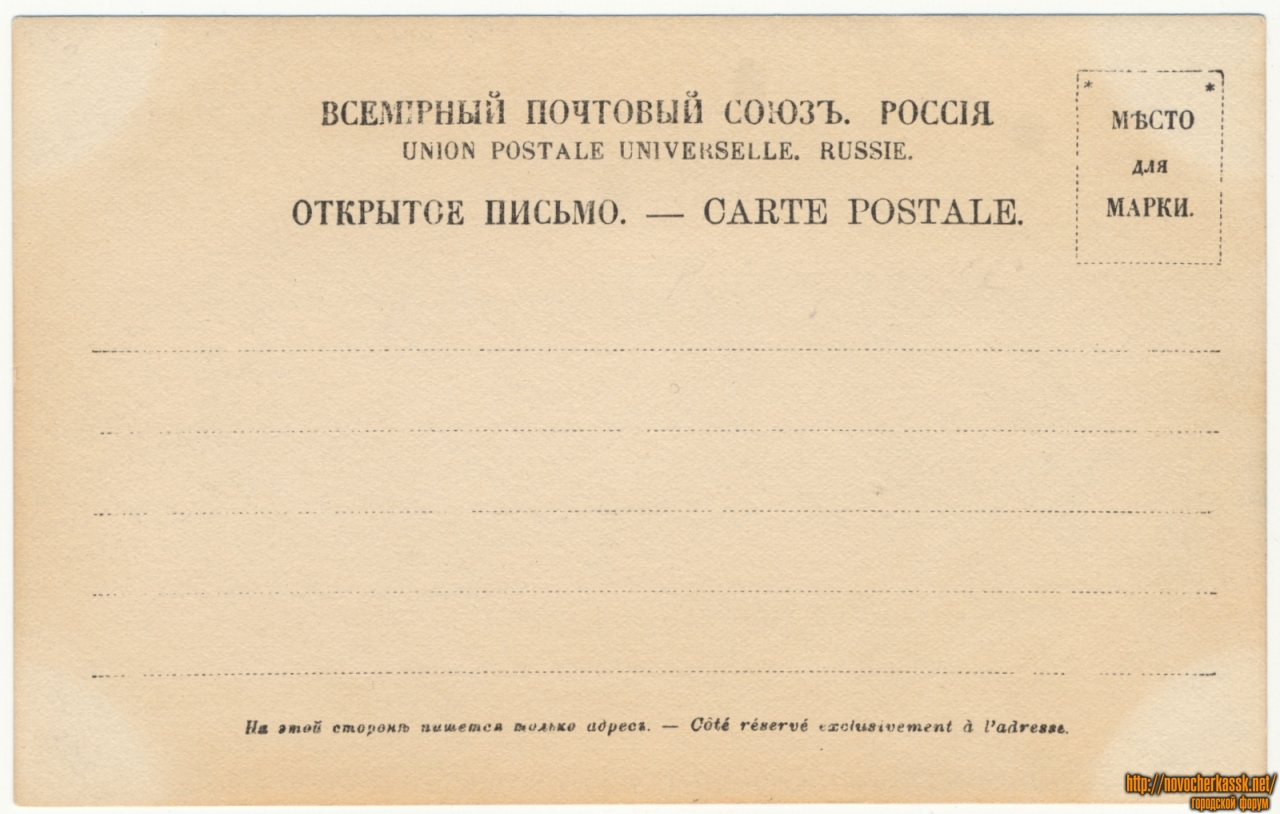 ВСЕМІРНЫЙ ПОЧТОВЫЙ СОЮЗЪ. РОССІЯ
UNION POSTALE UNIVERSELLE. RUSSIE.
ОТКРЫТОЕ ПИСЬМО. — CARTE POSTALE.
* *
МѢСТО
ДЛЯ
МАРКИ.
На этой сторонѣ пишется только адресъ. — Côté réservé exclusivement à l'adresse.
http://novocherkassk.net/
городской форум